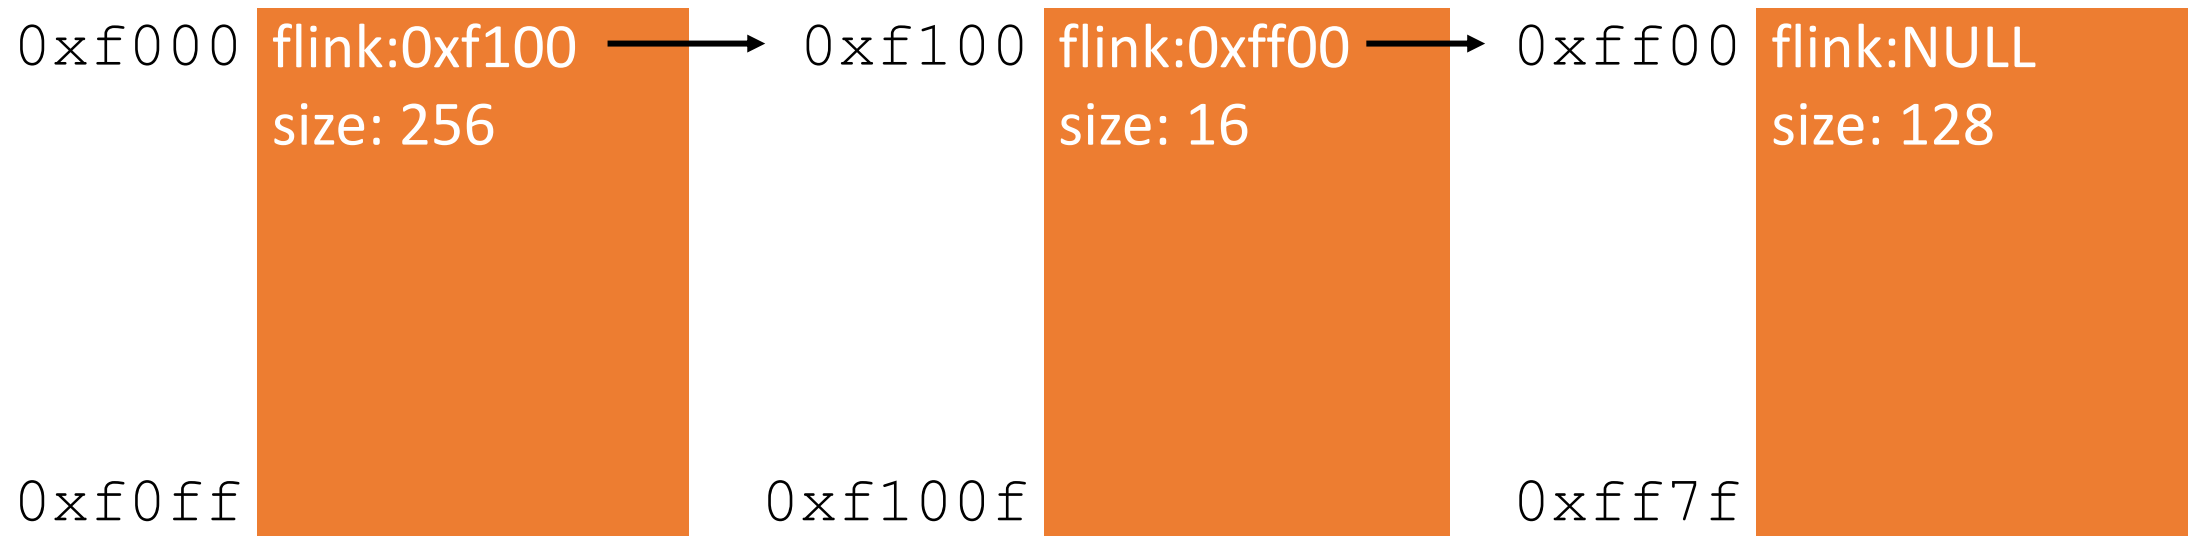 0xf000 flink:0xf100 0xf100 flink:0xff00 0xff00 flink:NULL
size: 256 size: 16 size: 128
0xf0ff 0xf100f 0xff7f